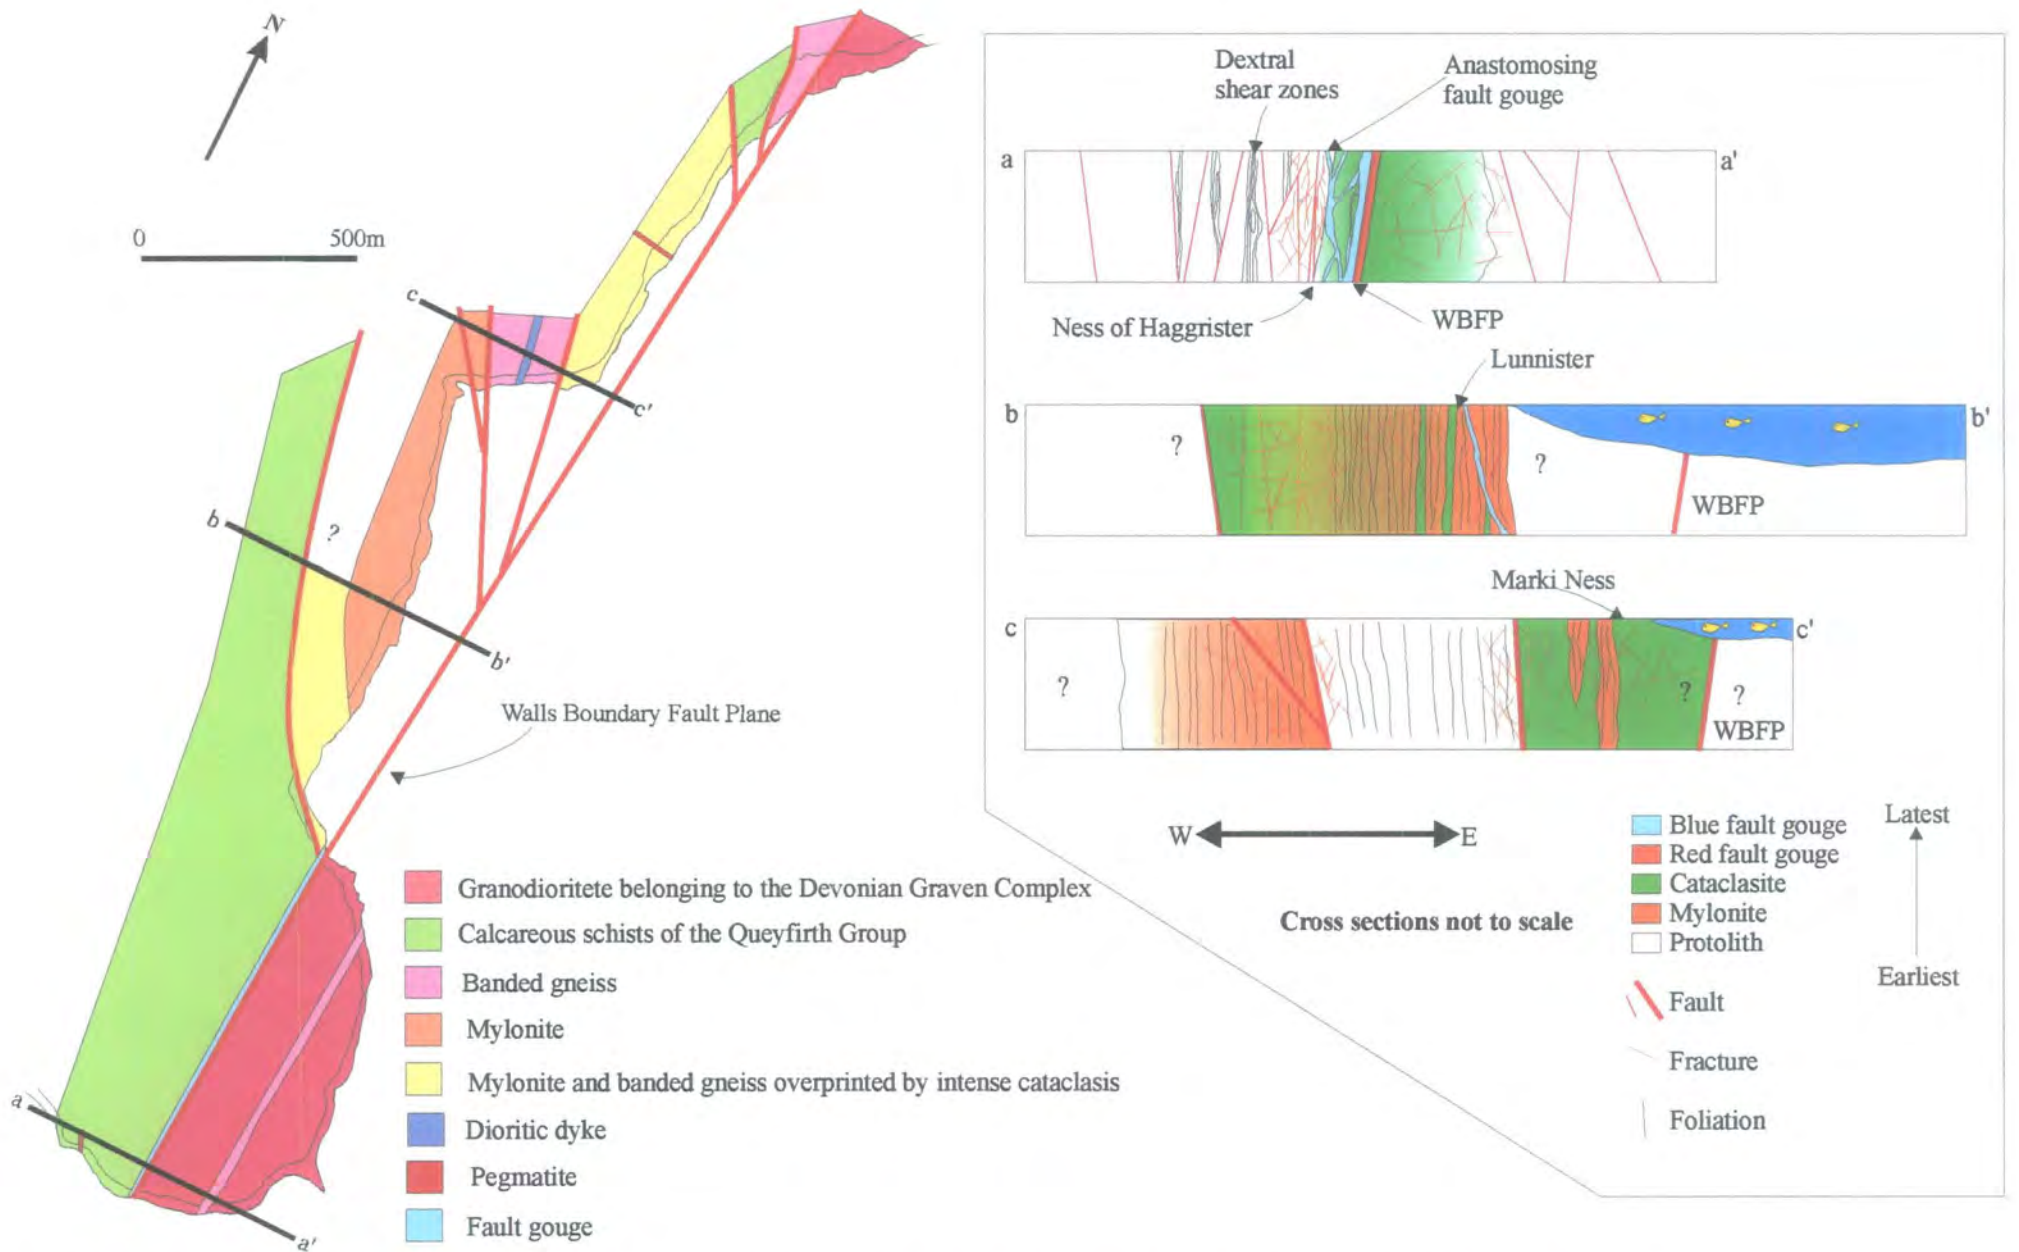 N
0 500m
c
c'
b
?
b'
Walls Boundary Fault Plane
a
a'
Granodioritete belonging to the Devonian Graven Complex
Calcareous schists of the Queyfirth Group
Banded gneiss
Mylonite
Mylonite and banded gneiss overprinted by intense cataclasis
Dioritic dyke
Pegmatite
Fault gouge
Dextral
shear zones
Anastomosing
fault gouge
a
a'
Ness of Haggrister
WBFP
Lunnister
b
b'
?
?
WBFP
Marki Ness
c
c'
?
?
?
WBFP
W
E
Cross sections not to scale
Blue fault gouge
Red fault gouge
Cataclasite
Mylonite
Protolith
Latest
Earliest
Fault
Fracture
Foliation